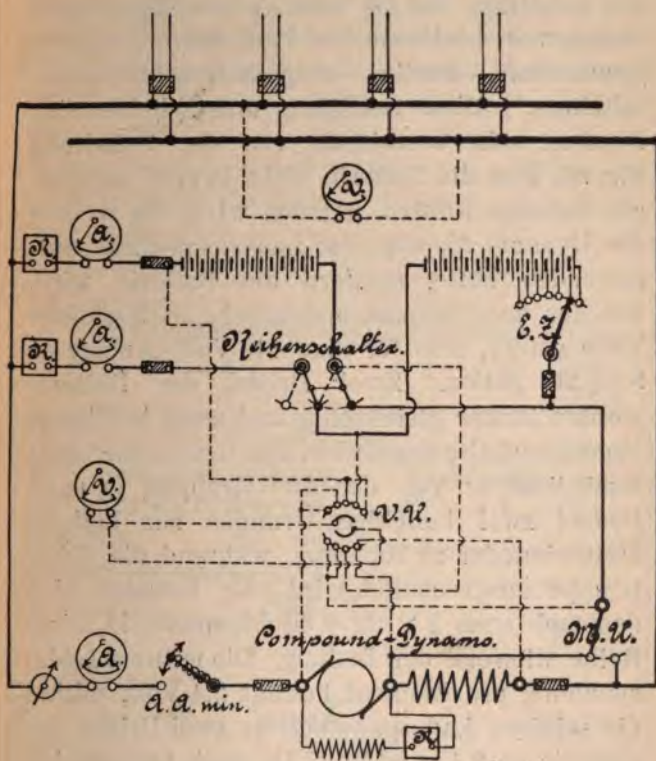 V.
R. A.
E. Z.
Reihenschalter.
R. A.
V. V. U.
Compound-Dynamo. M. U.
A. A. A. min.
R.